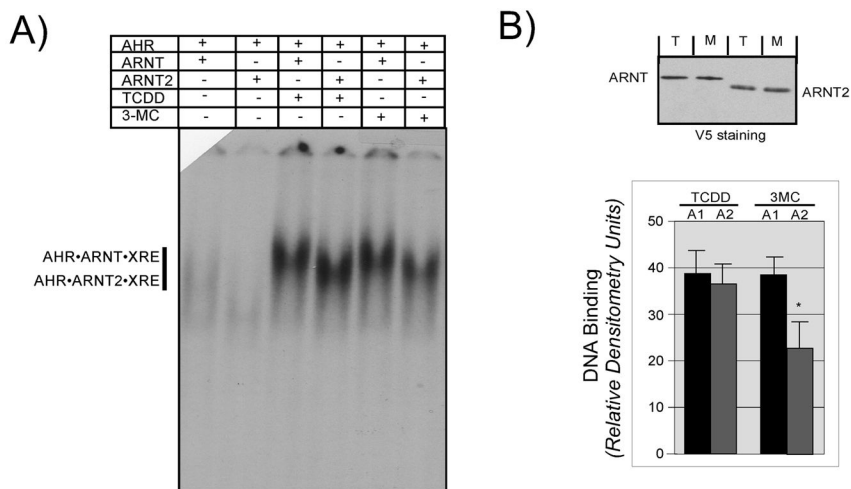 A)
AHR + + + + + +
ARNT + - + - + -
ARNT2 - + - + - +
TCDD - - + + - -
3-MC - - - - + +
AHR•ARNT•XRE
AHR•ARNT2•XRE
B)
T M T M
ARNT
ARNT2
V5 staining
TCDD 3MC
A1 A2 A1 A2
50
40
30
20
10
0
*
DNA Binding
(Relative Densitometry Units)